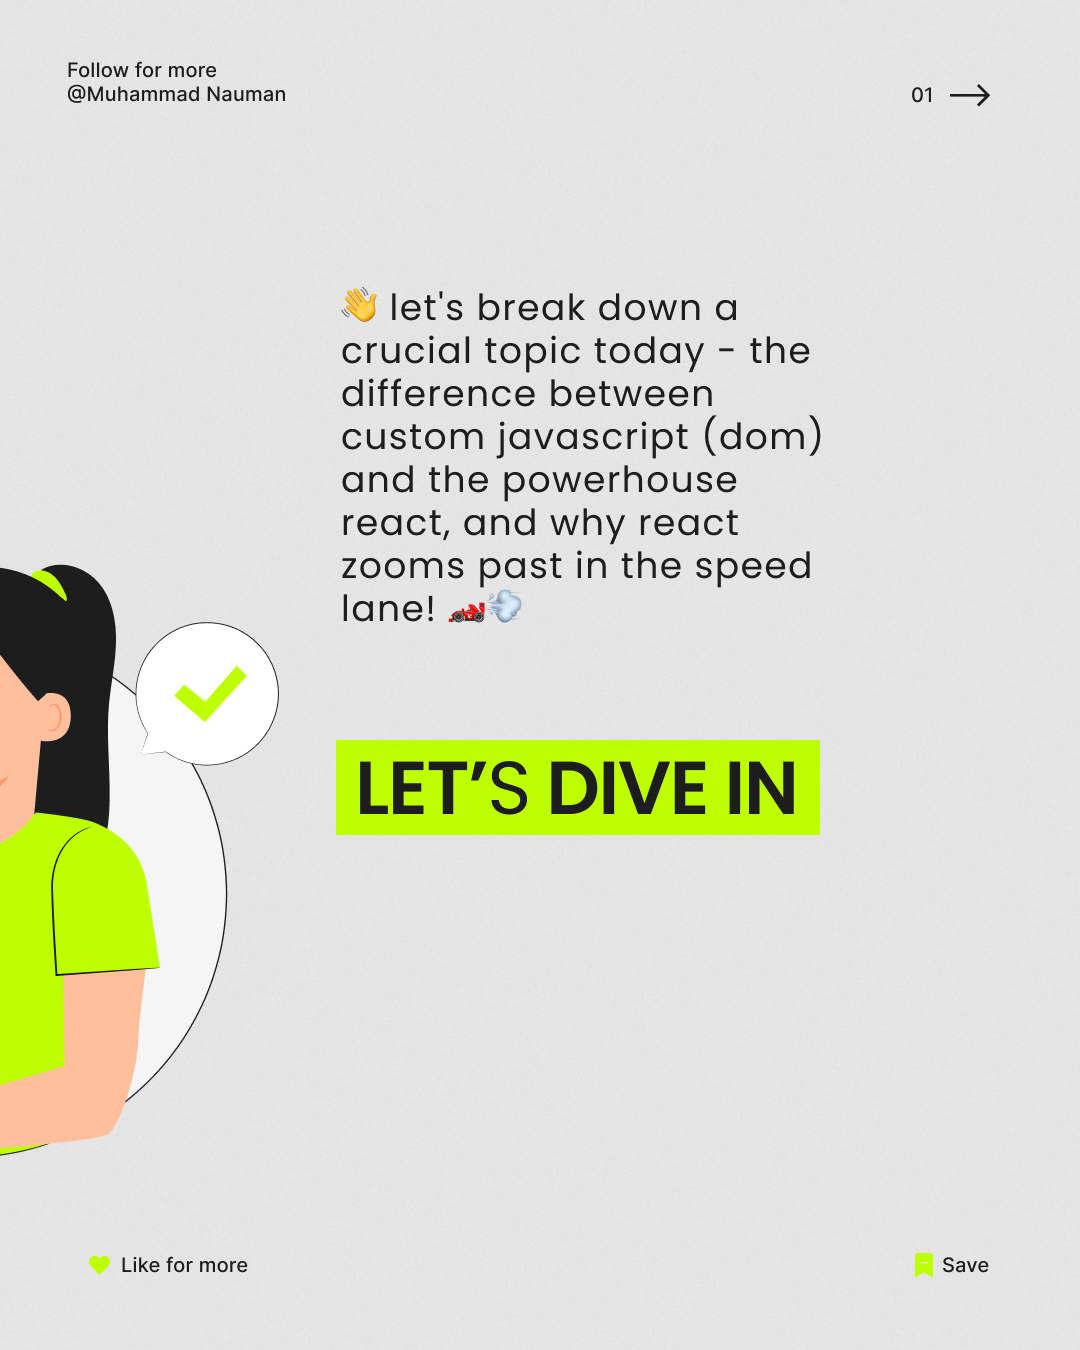 Follow for more
@Muhammad Nauman
01
👋 let's break down a
crucial topic today - the
difference between
custom javascript (dom)
and the powerhouse
react, and why react
zooms past in the speed
lane! 🏎️💨
LET’S DIVE IN
Like for more
Save